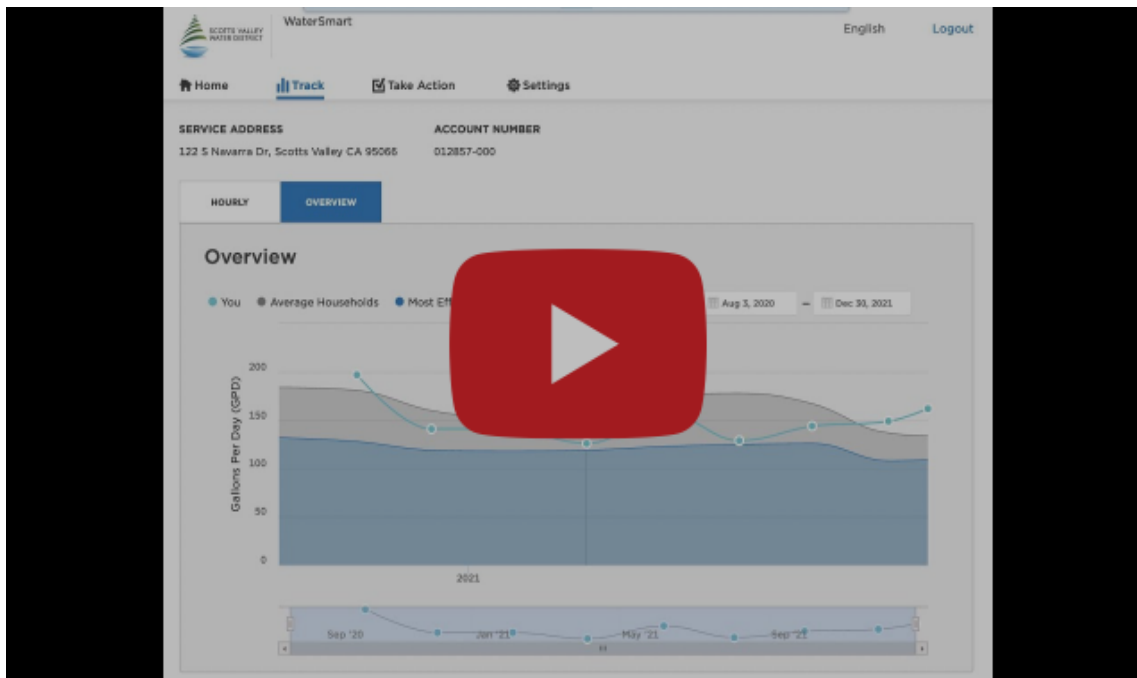 SCOTTS VALLEY
WATER DISTRICT
WaterSmart
English
Logout
Home
Track
Take Action
Settings
SERVICE ADDRESS
122 S Navarra Dr, Scotts Valley CA 95066
ACCOUNT NUMBER
012857-000
HOURLY
OVERVIEW
Overview
You
Average Households
Most Ef
Aug 3, 2020 – Dec 30, 2021
Gallons Per Day (GPD)
200
150
100
50
0
2021
Sep '20
Jan '21
May '21
Sep '21